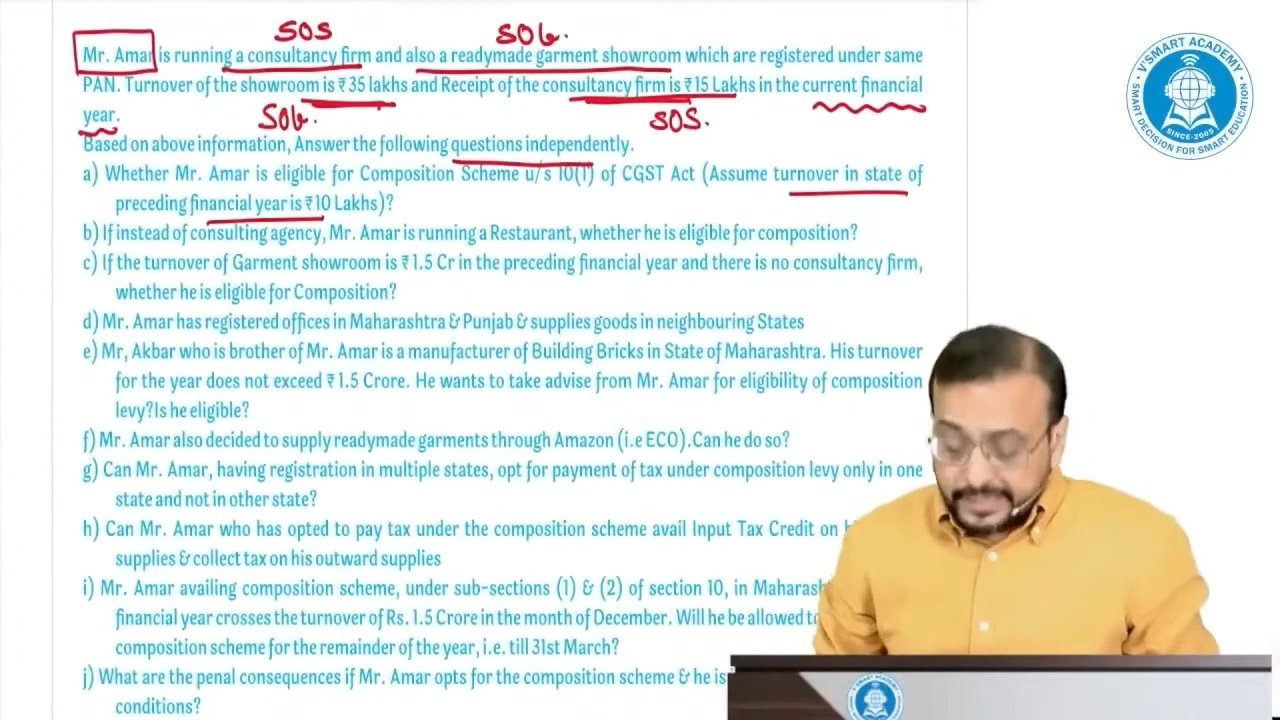 SOS SOG.
Mr. Amar is running a consultancy firm and also a readymade garment showroom which are registered under same
PAN. Turnover of the showroom is ₹35 lakhs and Receipt of the consultancy firm is ₹15 Lakhs in the current financial
year.
SOG. SOS.
Based on above information, Answer the following questions independently.
a) Whether Mr. Amar is eligible for Composition Scheme u/s 10(1) of CGST Act (Assume turnover in state of
preceding financial year is ₹10 Lakhs)?
b) If instead of consulting agency, Mr. Amar is running a Restaurant, whether he is eligible for composition?
c) If the turnover of Garment showroom is ₹1.5 Cr in the preceding financial year and there is no consultancy firm,
whether he is eligible for Composition?
d) Mr. Amar has registered offices in Maharashtra & Punjab & supplies goods in neighbouring States
e) Mr, Akbar who is brother of Mr. Amar is a manufacturer of Building Bricks in State of Maharashtra. His turnover
for the year does not exceed ₹1.5 Crore. He wants to take advise from Mr. Amar for eligibility of composition
levy?Is he eligible?
f) Mr. Amar also decided to supply readymade garments through Amazon (i.e ECO).Can he do so?
g) Can Mr. Amar, having registration in multiple states, opt for payment of tax under composition levy only in one
state and not in other state?
h) Can Mr. Amar who has opted to pay tax under the composition scheme avail Input Tax Credit on
supplies & collect tax on his outward supplies
i) Mr. Amar availing composition scheme, under sub-sections (1) & (2) of section 10, in
financial year crosses the turnover of Rs. 1.5 Crore in the month of December. Will he be allowed
composition scheme for the remainder of the year, i.e. till 31st March?
j) What are the penal consequences if Mr. Amar opts for the composition scheme & he is
conditions?
V'SMART ACADEMY
SINCE-2005
SMART DECISION FOR SMART EDUCATION